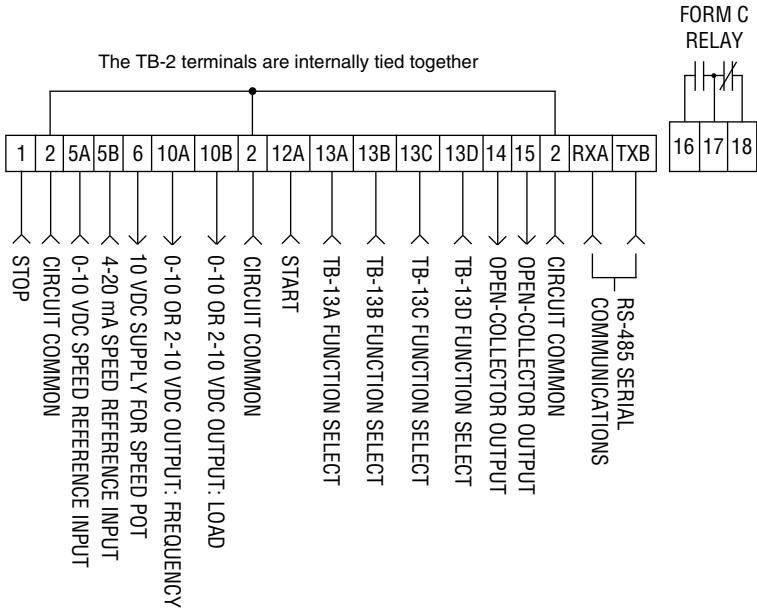 FORM C
RELAY
The TB-2 terminals are internally tied together
1 2 5A 5B 6 10A 10B 2 12A 13A 13B 13C 13D 14 15 2 RXA TXB
16 17 18
STOP
CIRCUIT COMMON
0-10 VDC SPEED REFERENCE INPUT
4-20 mA SPEED REFERENCE INPUT
10 VDC SUPPLY FOR SPEED POT
0-10 OR 2-10 VDC OUTPUT: FREQUENCY
0-10 OR 2-10 VDC OUTPUT: LOAD
CIRCUIT COMMON
START
TB-13A FUNCTION SELECT
TB-13B FUNCTION SELECT
TB-13C FUNCTION SELECT
TB-13D FUNCTION SELECT
OPEN-COLLECTOR OUTPUT
OPEN-COLLECTOR OUTPUT
CIRCUIT COMMON
RS-485 SERIAL
COMMUNICATIONS